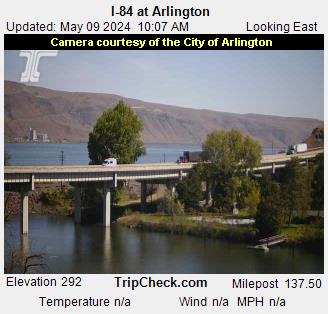 I-84 at Arlington
Updated: May 09 2024 10:07 AM Looking East
Camera courtesy of the City of Arlington
Elevation 292 TripCheck.com Milepost 137.50
Temperature n/a Wind n/a MPH n/a